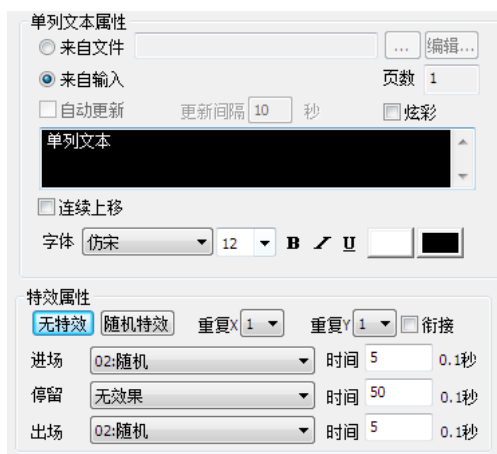 单列文本属性
来自文件 ... 编辑...
来自输入 页数 1
自动更新 更新间隔 10 秒 炫彩
单列文本
连续上移
字体 仿宋 12 B I U
特效属性
无特效 随机特效 重复X 1 重复Y 1 衔接
进场 02:随机 时间 5 0.1秒
停留 无效果 时间 50 0.1秒
出场 02:随机 时间 5 0.1秒